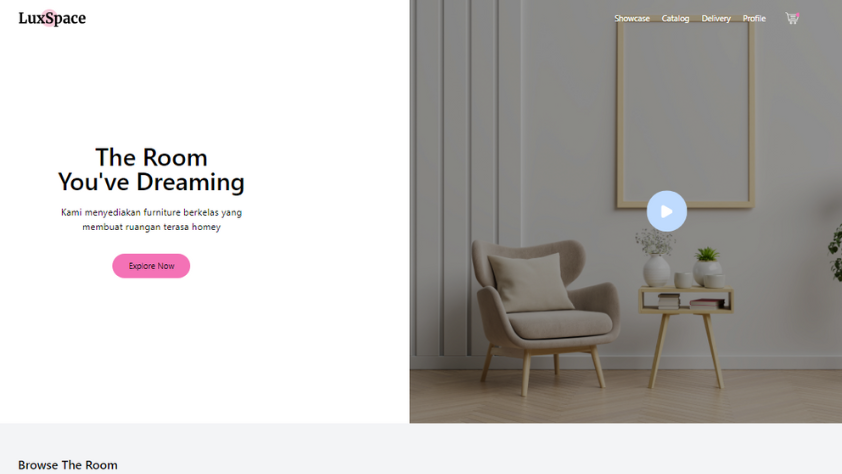 LuxSpace
Showcase Catalog Delivery Profile
The Room
You've Dreaming
Kami menyediakan furniture berkelas yang
membuat ruangan terasa homey
Explore Now
Browse The Room